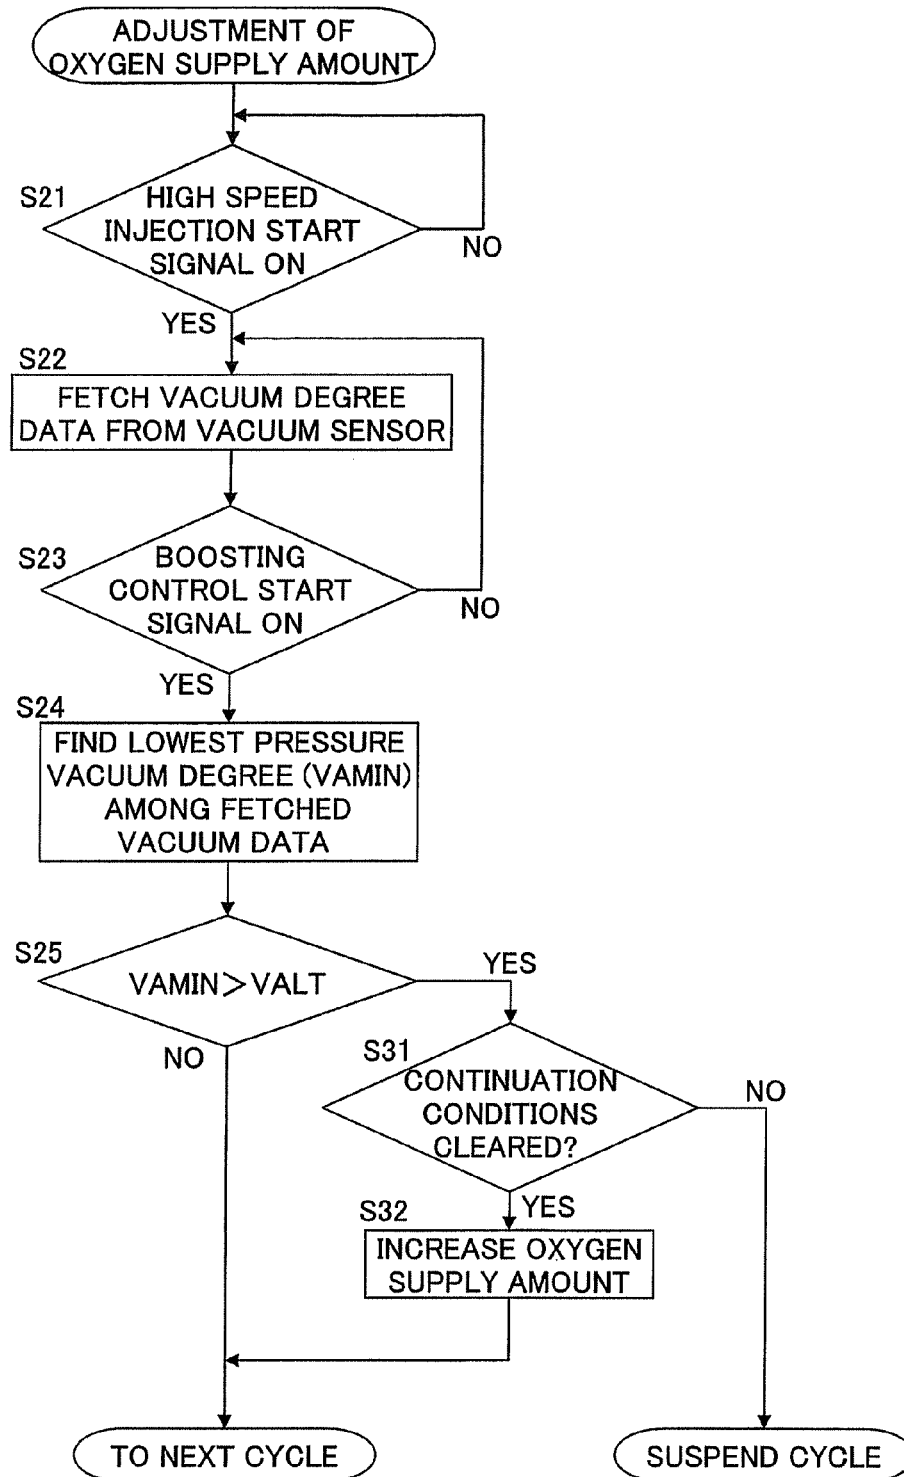 ADJUSTMENT OF
OXYGEN SUPPLY AMOUNT
S21
HIGH SPEED
INJECTION START
SIGNAL ON
NO
YES
S22
FETCH VACUUM DEGREE
DATA FROM VACUUM SENSOR
S23
BOOSTING
CONTROL START
SIGNAL ON
NO
YES
S24
FIND LOWEST PRESSURE
VACUUM DEGREE (VAMIN)
AMONG FETCHED
VACUUM DATA
S25
VAMIN>VALT
YES
NO
S31
CONTINUATION
CONDITIONS
CLEARED?
NO
YES
S32
INCREASE OXYGEN
SUPPLY AMOUNT
TO NEXT CYCLE
SUSPEND CYCLE